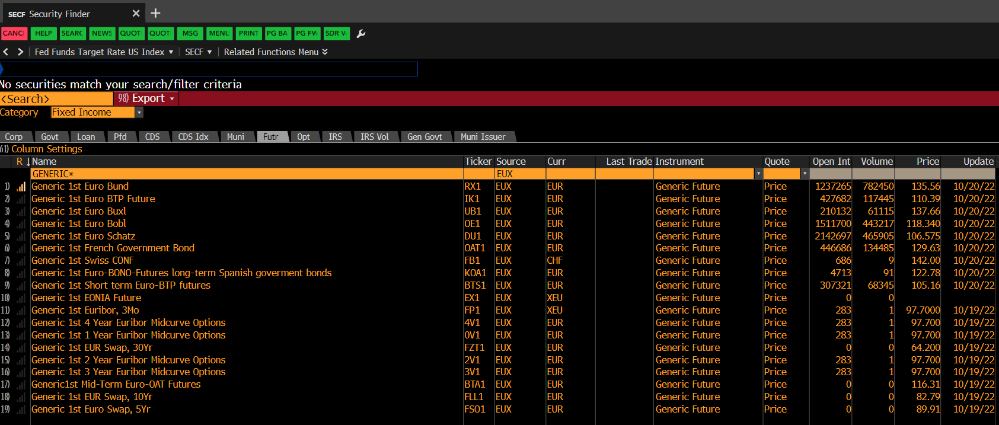 SECF Security Finder
CANC HELP SEARC NEWS QUOT QUOT MSG MENU PRINT PG BA PG FW SDR V
Fed Funds Target Rate US Index SECF Related Functions Menu
No securities match your search/filter criteria
<Search> 98) Export
Category Fixed Income
Corp Govt Loan Pfd CDS CDS Idx Muni Futr Opt IRS IRS Vol Gen Govt Muni Issuer
61) Column Settings
R ↓Name Ticker Source Curr Last Trade Instrument Quote Open Int Volume Price Update
GENERIC* EUX
1) Generic 1st Euro Bund RX1 EUX EUR Generic Future Price 1237265 782450 135.56 10/20/22
2) Generic 1st Euro BTP Future IK1 EUX EUR Generic Future Price 427682 117445 110.39 10/20/22
3) Generic 1st Euro Buxl UB1 EUX EUR Generic Future Price 210132 61115 137.66 10/20/22
4) Generic 1st Euro Bobl OE1 EUX EUR Generic Future Price 1511700 443217 118.340 10/20/22
5) Generic 1st Euro Schatz DU1 EUX EUR Generic Future Price 2142697 465905 106.575 10/20/22
6) Generic 1st French Government Bond OAT1 EUX EUR Generic Future Price 446686 134485 129.63 10/20/22
7) Generic 1st Swiss CONF FB1 EUX CHF Generic Future Price 686 9 142.00 10/20/22
8) Generic 1st Euro-BONO-Futures long-term Spanish goverment bonds KOA1 EUX EUR Generic Future Price 4713 91 122.78 10/20/22
9) Generic 1st Short term Euro-BTP futures BTS1 EUX EUR Generic Future Price 307321 68345 105.16 10/20/22
10) Generic 1st EONIA Future EX1 EUX XEU Generic Future Price 0 0
11) Generic 1st Euribor, 3Mo FP1 EUX XEU Generic Future Price 283 1 97.7000 10/19/22
12) Generic 1st 4 Year Euribor Midcurve Options 4V1 EUX EUR Generic Future Price 283 1 97.700 10/19/22
13) Generic 1st 1 Year Euribor Midcurve Options 0V1 EUX EUR Generic Future Price 283 1 97.700 10/19/22
14) Generic 1st EUR Swap, 30Yr FZT1 EUX EUR Generic Future Price 0 0 64.200 10/19/22
15) Generic 1st 2 Year Euribor Midcurve Options 2V1 EUX EUR Generic Future Price 283 1 97.700 10/19/22
16) Generic 1st 3 Year Euribor Midcurve Options 3V1 EUX EUR Generic Future Price 283 1 97.700 10/19/22
17) Generic1st Mid-Term Euro-OAT Futures BTA1 EUX EUR Generic Future Price 0 0 116.31 10/19/22
18) Generic 1st EUR Swap, 10Yr FLL1 EUX EUR Generic Future Price 0 0 82.79 10/19/22
19) Generic 1st Euro Swap, 5Yr FSO1 EUX EUR Generic Future Price 0 0 89.91 10/19/22